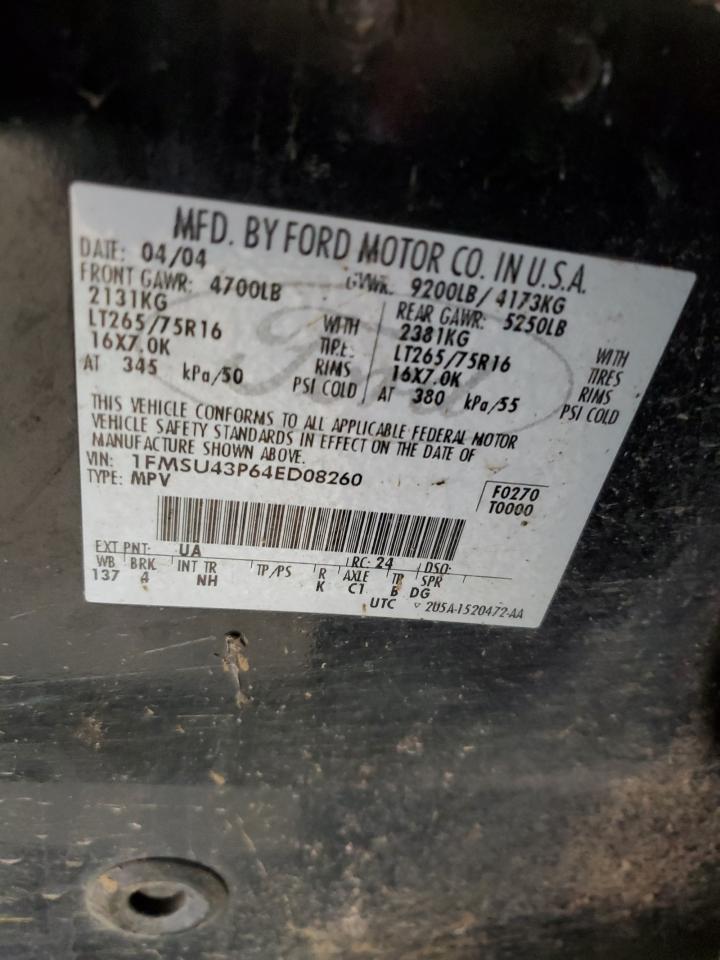 MFD. BY FORD MOTOR CO. IN U.S.A.
DATE: 04/04 GVWR: 9200LB/ 4173KG
FRONT GAWR: 4700LB REAR GAWR: 5250LB
2131KG WITH 2381KG WITH
LT265/75R16 TIRES LT265/75R16 TIRES
16X7.0K RIMS 16X7.0K RIMS
AT 345 kPa/50 PSI COLD AT 380 kPa/55 PSI COLD
Ford
THIS VEHICLE CONFORMS TO ALL APPLICABLE FEDERAL MOTOR
VEHICLE SAFETY STANDARDS IN EFFECT ON THE DATE OF
MANUFACTURE SHOWN ABOVE.
VIN: 1FMSU43P64ED08260
TYPE: MPV
F0270
T0000
EXT PNT: UA RC: 24 DSO:
WB BRK INT TR TP/PS R AXLE TR SPR
137 4 NH K C1 B DG
UTC ▽ 2U5A-1520472-AA